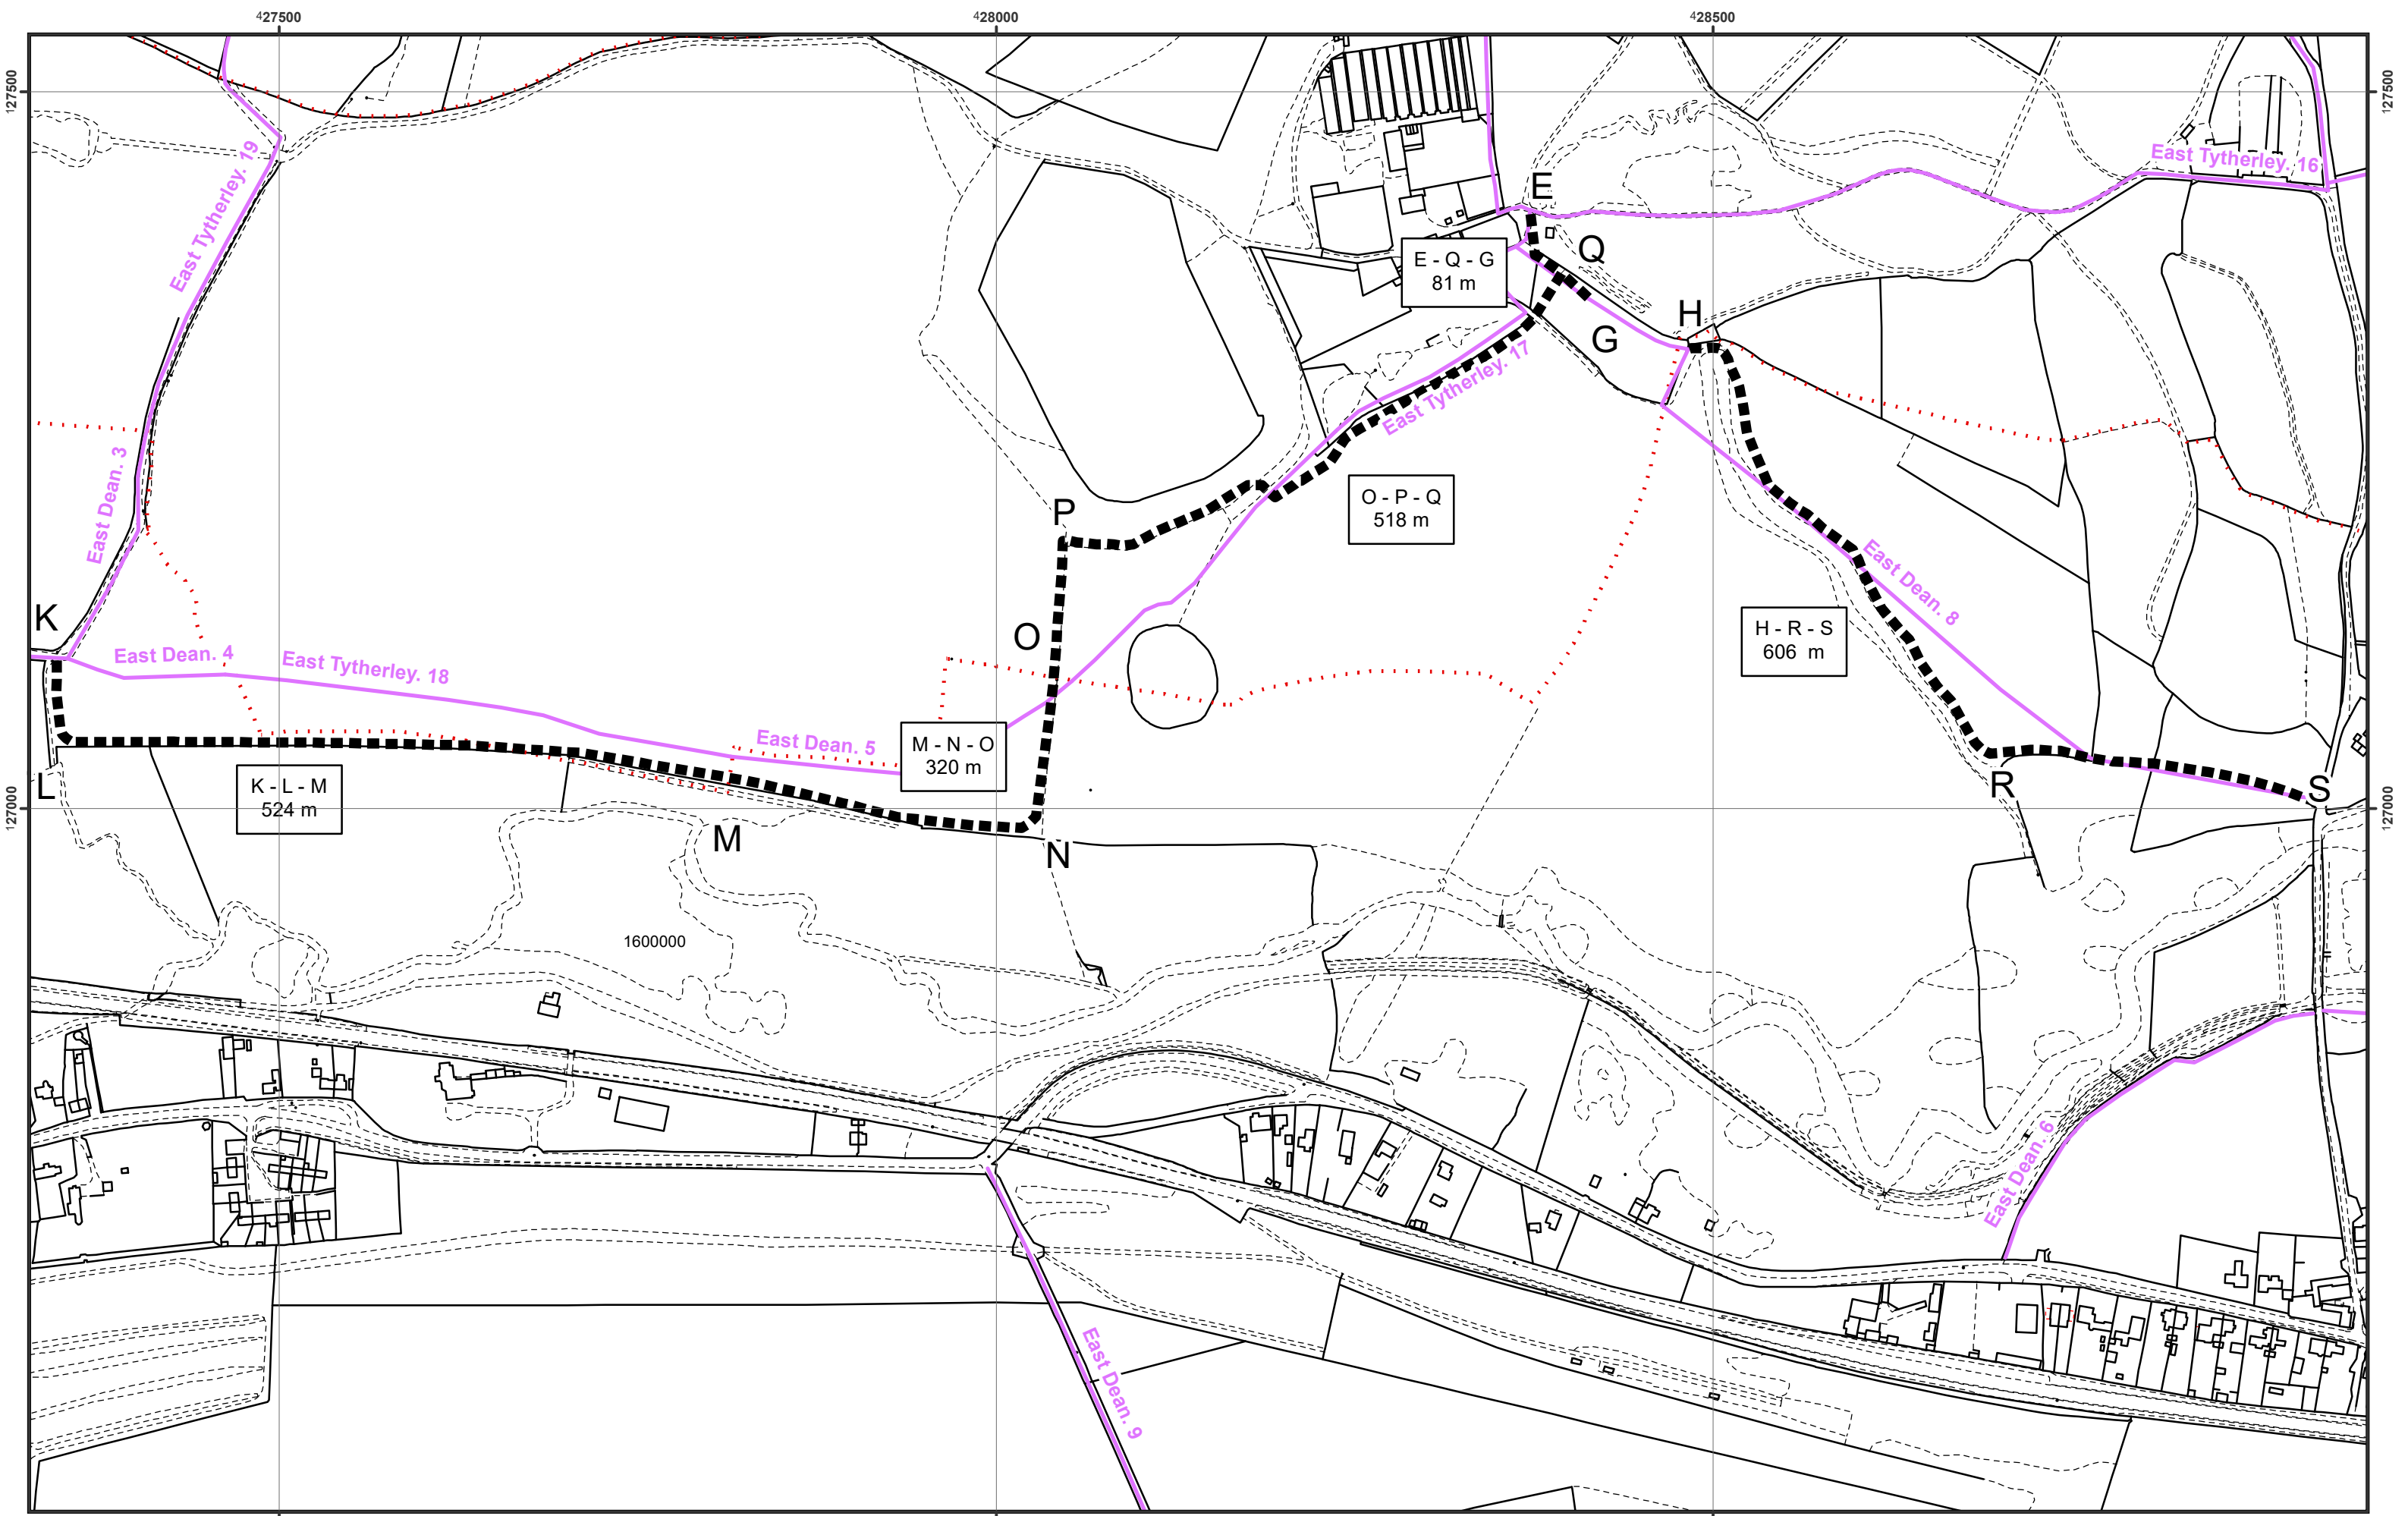 427500
428000
428500
127500
127500
East Tytherley. 19
East Tytherley. 16
E
Q
E - Q - G
81 m
H
G
East Tytherley. 17
East Dean. 3
P
O - P - Q
518 m
East Dean. 8
K
O
H - R - S
606 m
East Dean. 4
East Tytherley. 18
East Dean. 5
M - N - O
320 m
L
K - L - M
524 m
R
S
127000
127000
M
N
1600000
East Dean. 6
East Dean. 9